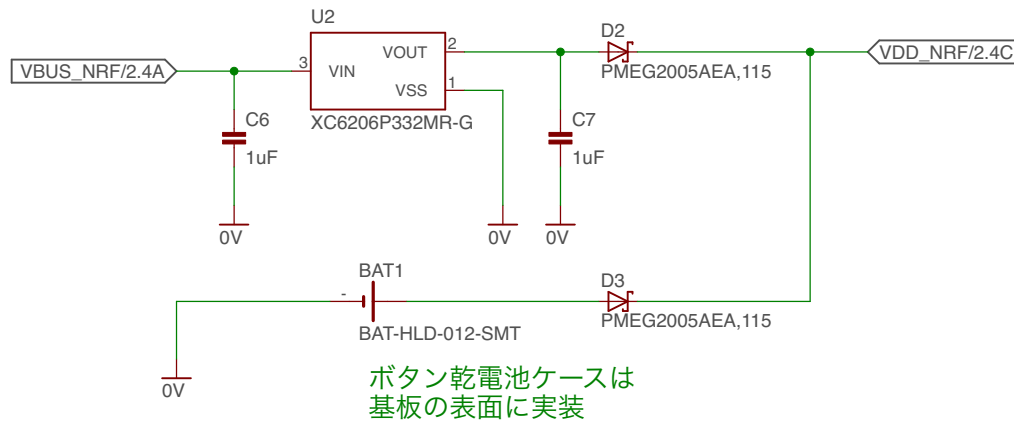 U2
D2
VOUT
2
VBUS_NRF/2.4A
3
VIN
VSS
1
PMEG2005AEA,115
VDD_NRF/2.4C
XC6206P332MR-G
C6
1uF
C7
1uF
0V
0V
0V
BAT1
-
D3
BAT-HLD-012-SMT
PMEG2005AEA,115
0V
ボタン乾電池ケースは
基板の表面に実装